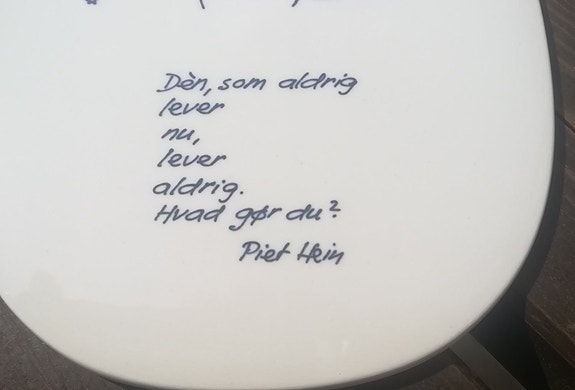 Dèn, som aldrig
lever
nu,
lever
aldrig.
Hvad gør du?
Piet Hein